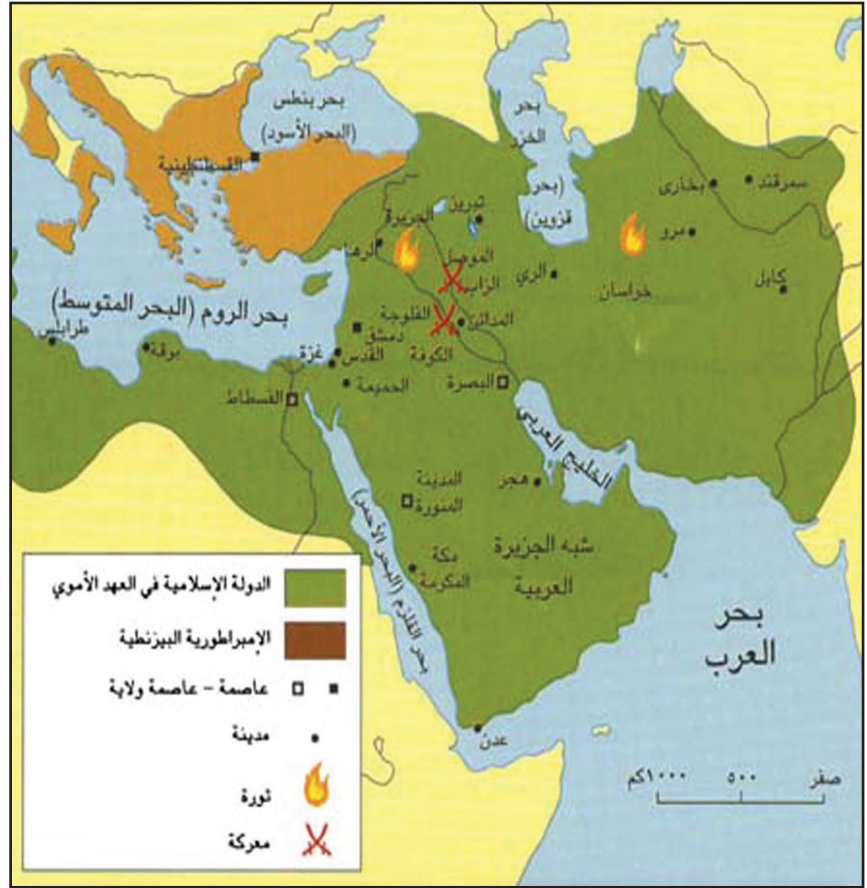 بحر ينطس
(البحر الأسود)
القسطنطينية
بحر
الخزر
(بحر
قزوين)
سمرقند
بخارى
مرو
خراسان
كابل
الجزيرة
تبريز
الرها
الموصل
الزاب
الري
بحر الروم (البحر المتوسط)
طرابلس
برقة
الفلوجة
المدائن
دمشق
الكوفة
غزة
القدس
الحميمة
البصرة
الفسطاط
الخليج العربي
المدينة
المنورة
هجر
مكة
المكرمة
شبه الجزيرة
العربية
بحر القلزم (البحر الأحمر)
بحر
العرب
عدن
صفر
٥٠٠
١٠٠٠كم
الدولة الإسلامية في العهد الأموي
الإمبراطورية البيزنطية
عاصمة – عاصمة ولاية
مدينة
ثورة
معركة